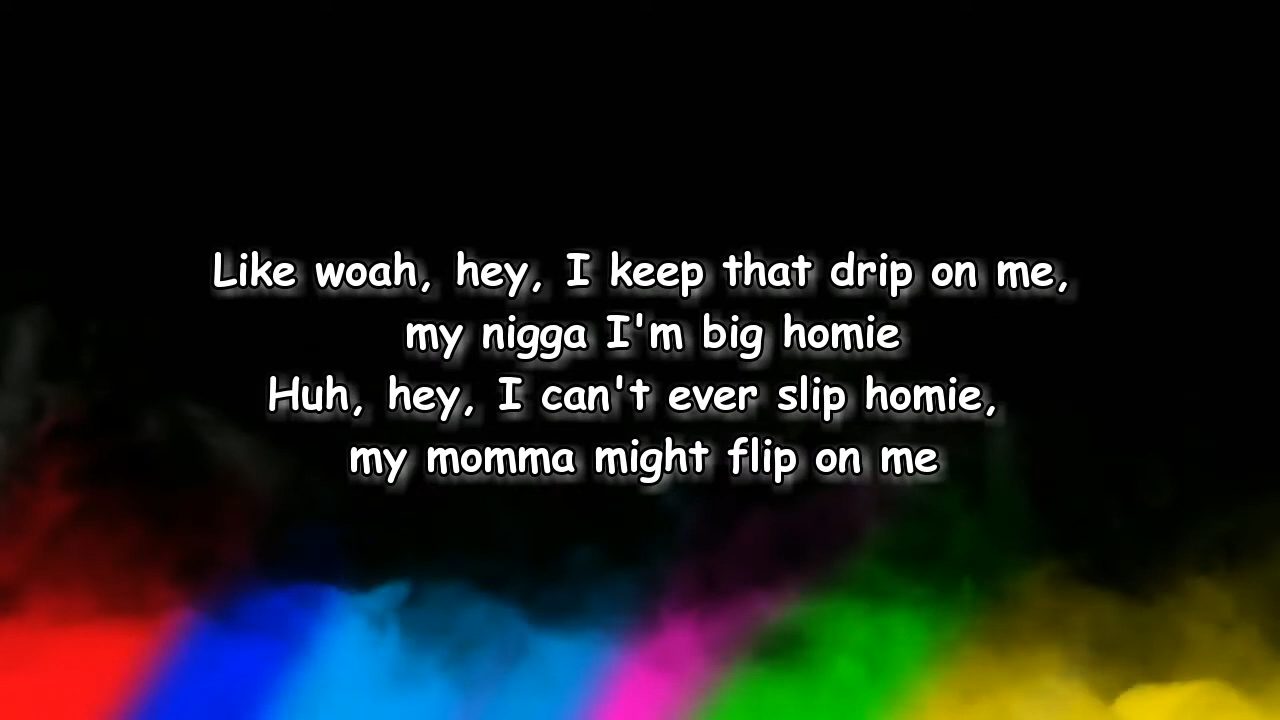 Like woah, hey, I keep that drip on me,
my nigga I'm big homie
Huh, hey, I can't ever slip homie,
my momma might flip on me